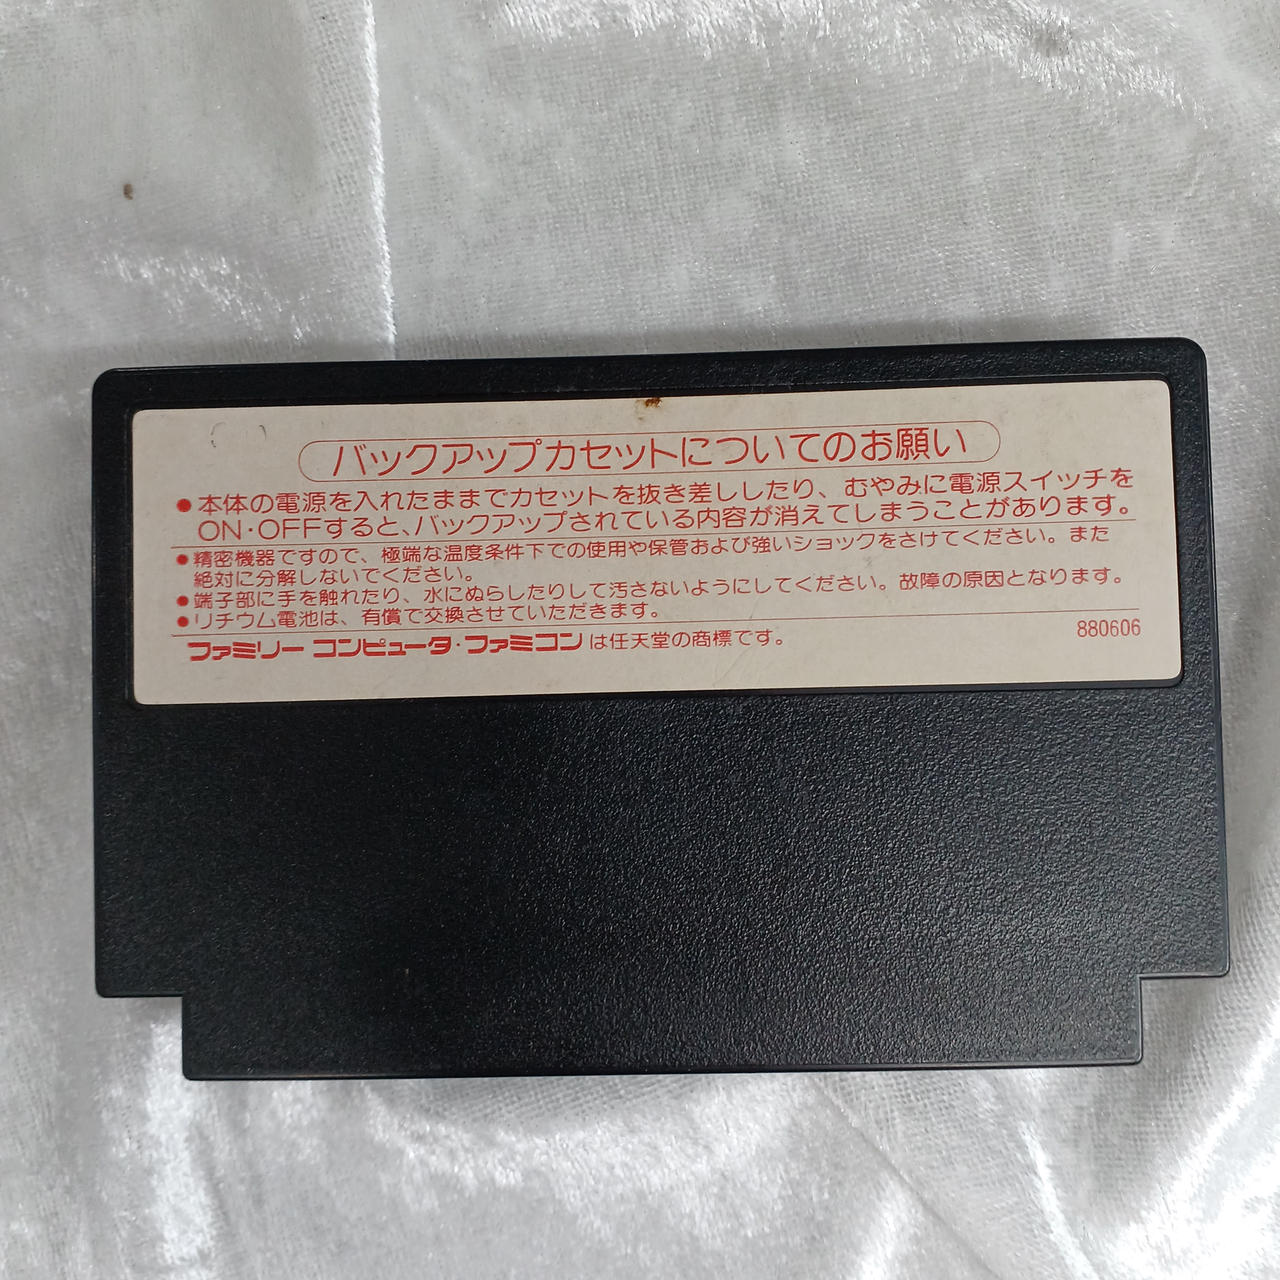 バックアップカセットについてのお願い
●本体の電源を入れたままでカセットを抜き差ししたり、むやみに電源スイッチを
ON・OFFすると、バックアップされている内容が消えてしまうことがあります。
●精密機器ですので、極端な温度条件下での使用や保管および強いショックをさけてください。また
絶対に分解しないでください。
●端子部に手を触れたり、水にぬらしたりして汚さないようにしてください。故障の原因となります。
●リチウム電池は、有償で交換させていただきます。
ファミリー コンピュータ・ファミコンは任天堂の商標です。
880606